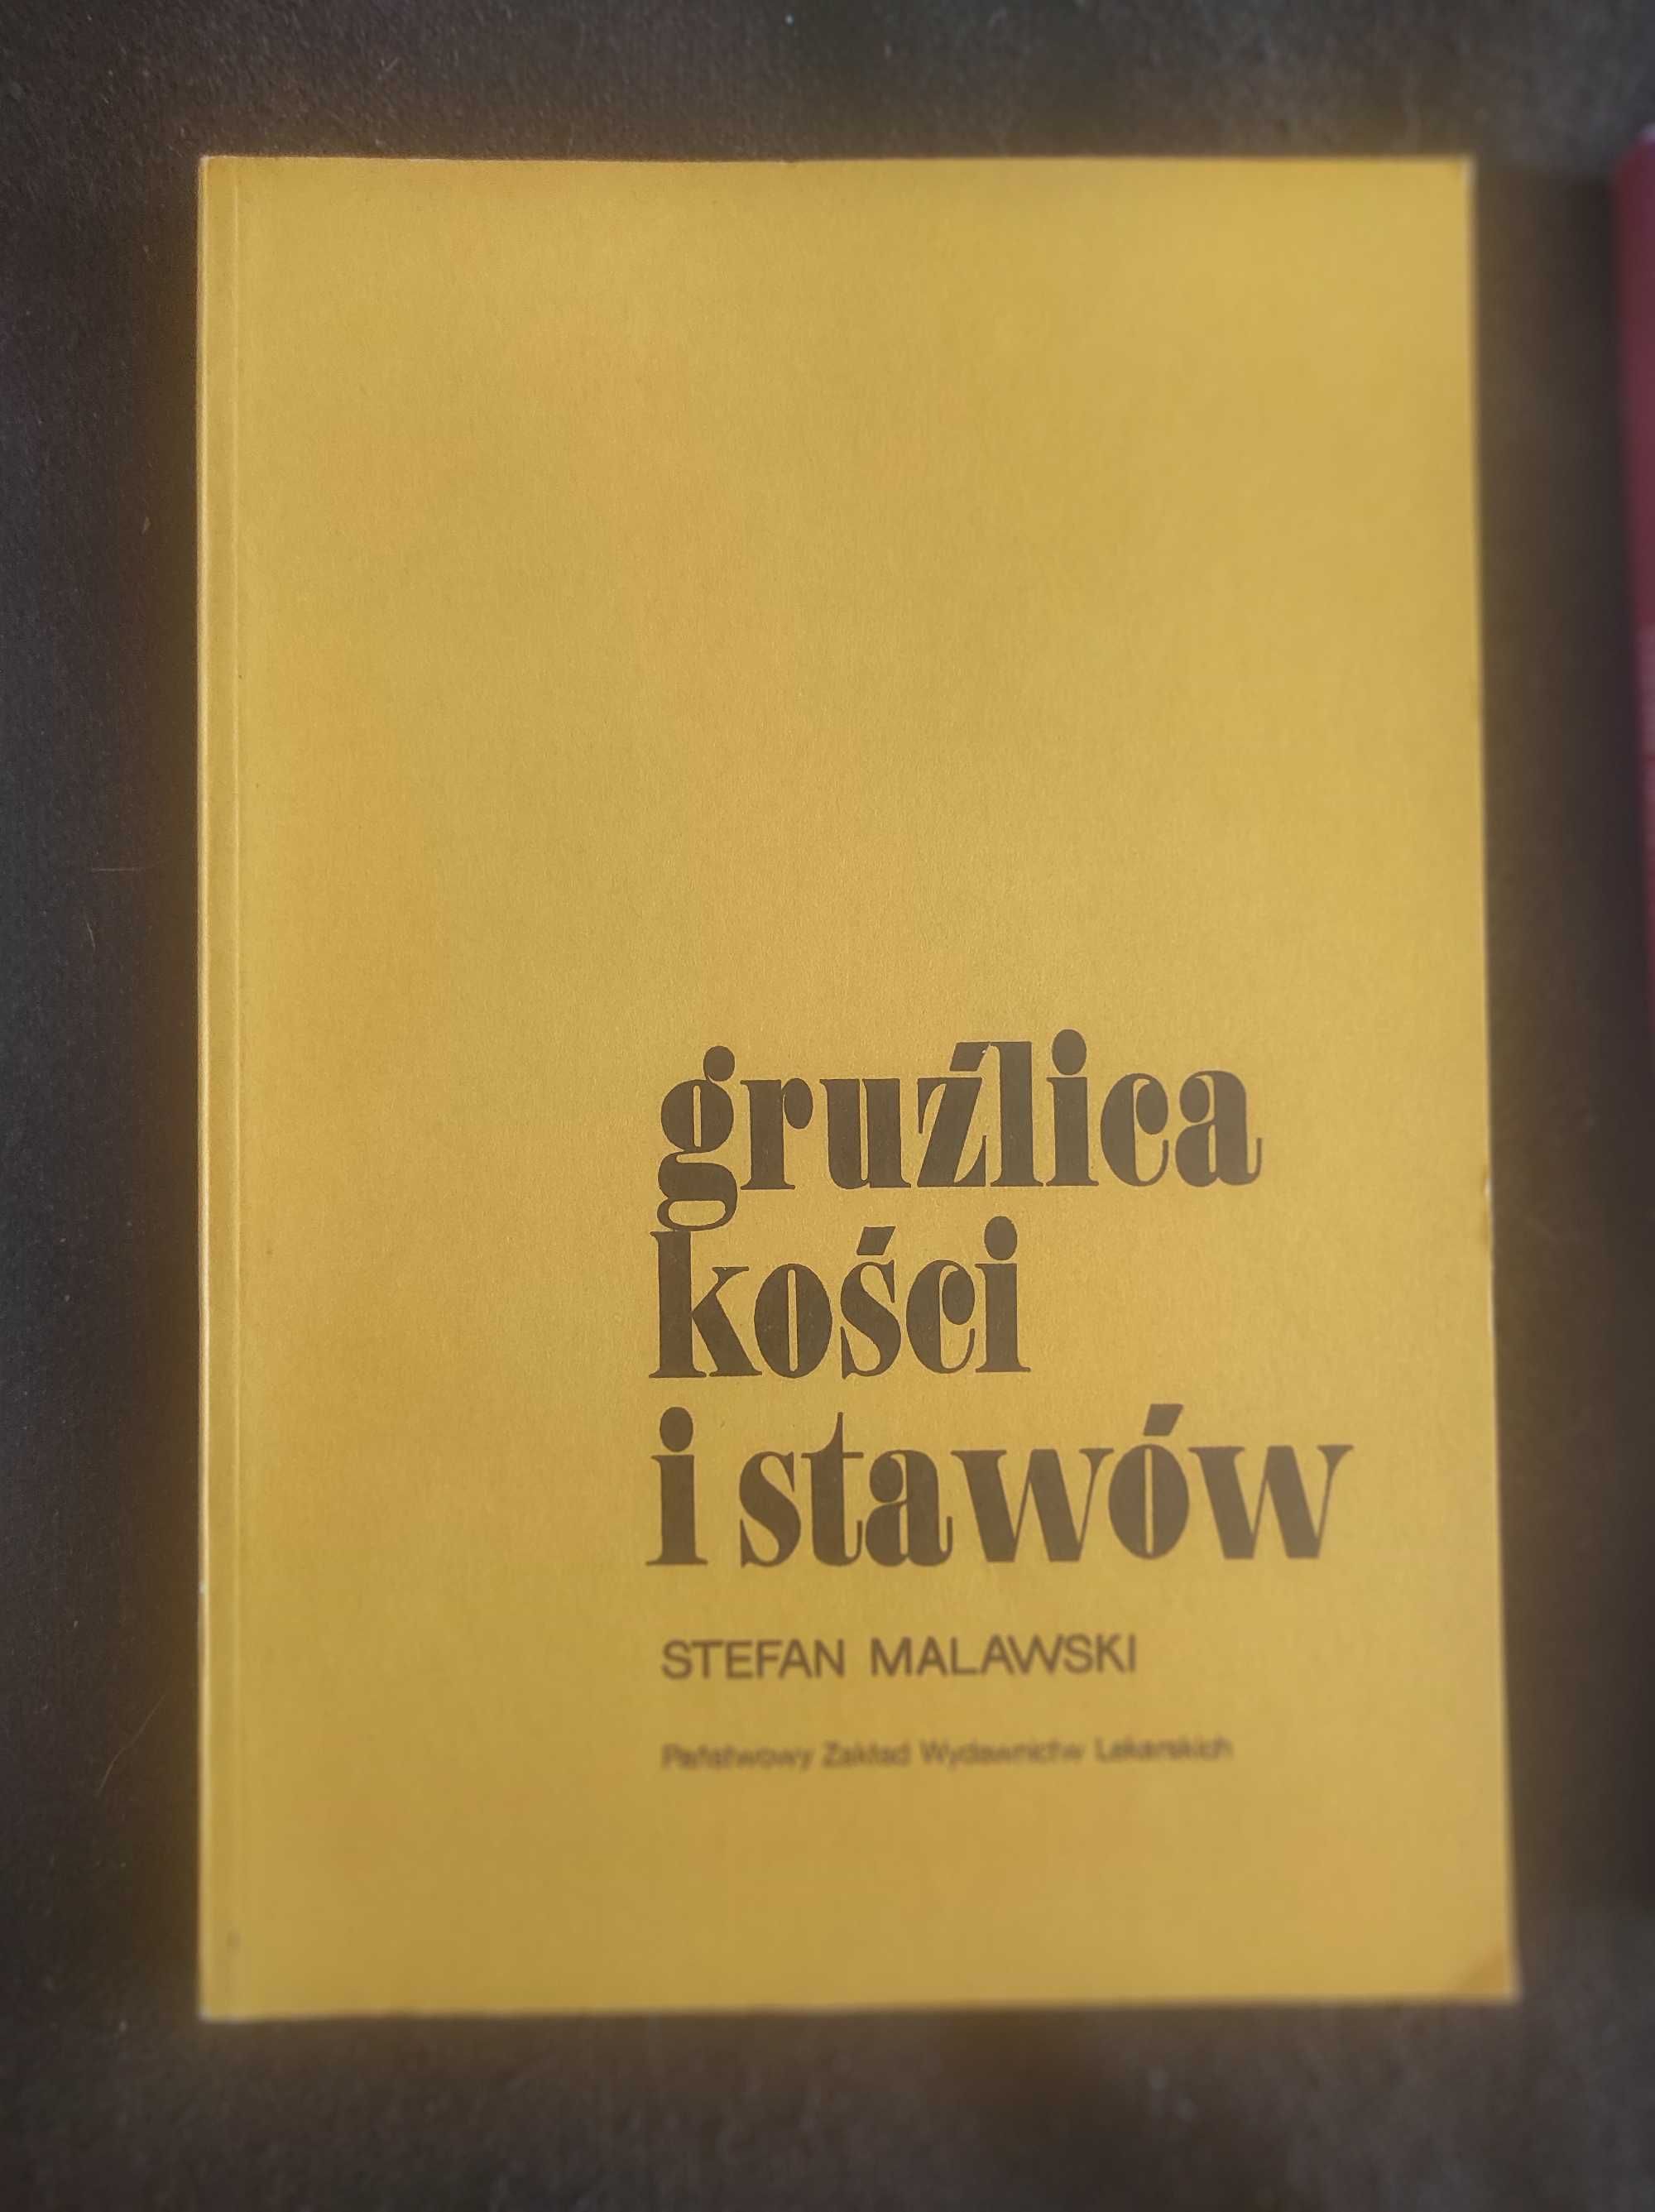 gruźlica
kości
i stawów
STEFAN MALAWSKI
Państwowy Zakład Wydawnictw Lekarskich